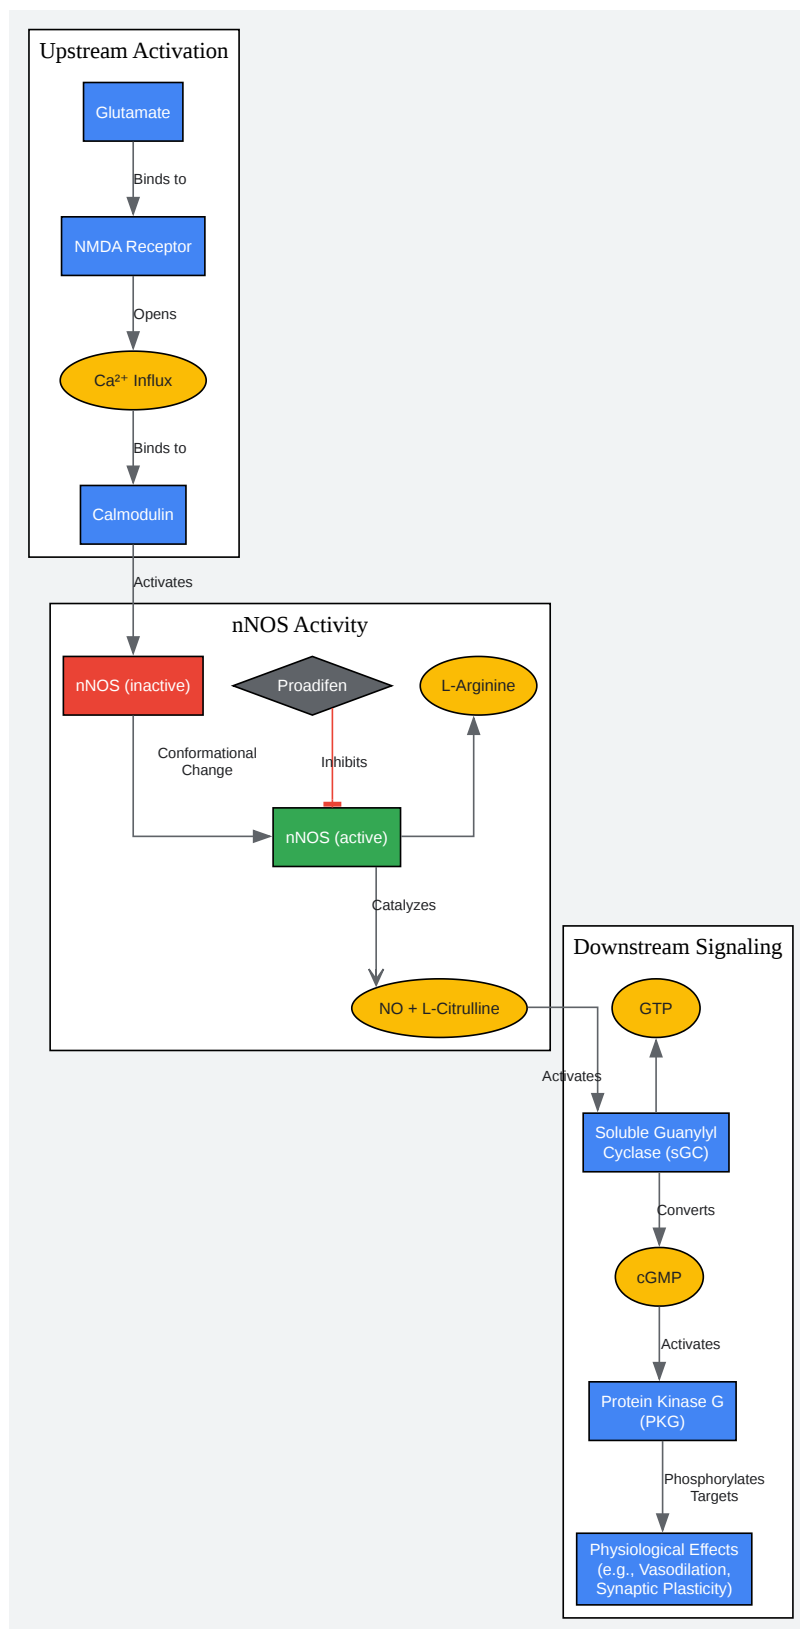 Upstream Activation
Glutamate
Binds to
NMDA Receptor
Opens
Ca²⁺ Influx
Binds to
Calmodulin
Activates
nNOS Activity
nNOS (inactive)
Proadifen
L-Arginine
Conformational
Change
Inhibits
nNOS (active)
Catalyzes
NO + L-Citrulline
Downstream Signaling
GTP
Activates
Soluble Guanylyl
Cyclase (sGC)
Converts
cGMP
Activates
Protein Kinase G
(PKG)
Phosphorylates
Targets
Physiological Effects
(e.g., Vasodilation,
Synaptic Plasticity)